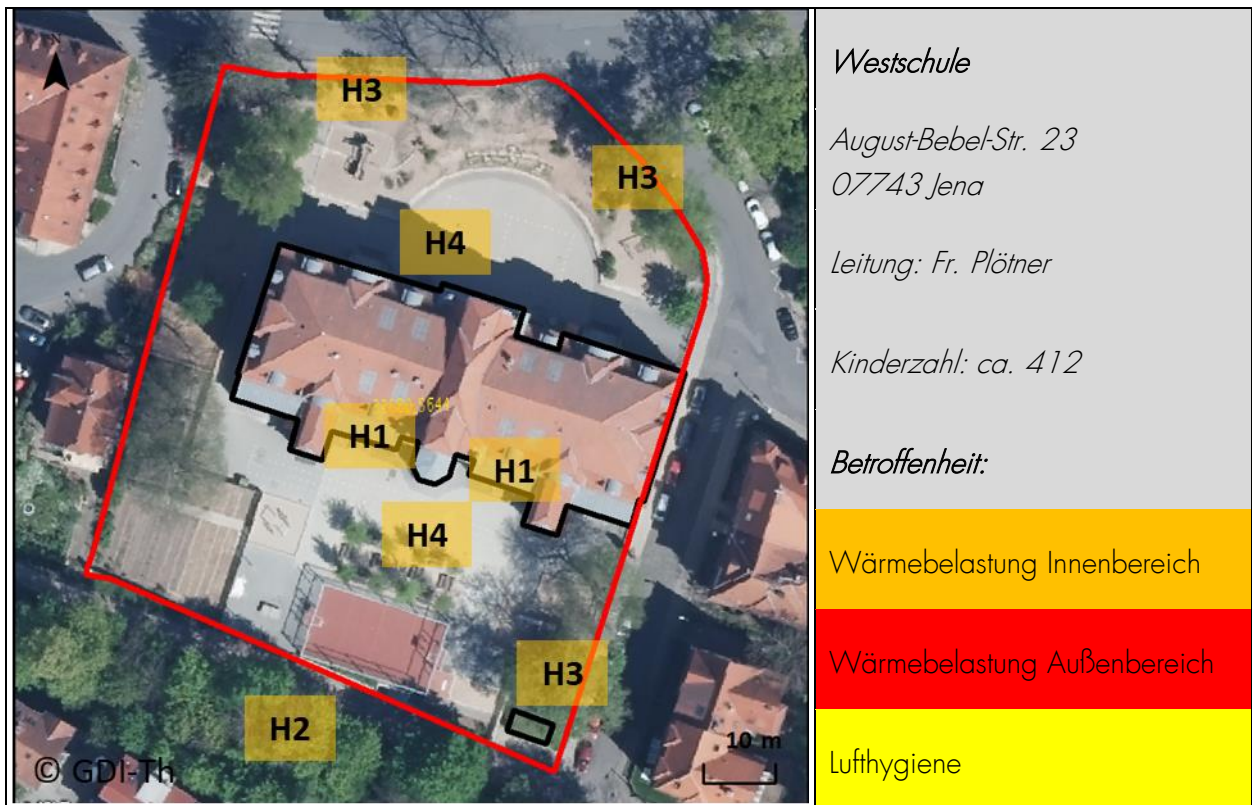 H3
H3
H4
H1
H1
H4
H3
H2
10 m
© GDI-Th
Westschule
August-Bebel-Str. 23
07743 Jena
Leitung: Fr. Plötner
Kinderzahl: ca. 412
Betroffenheit:
Wärmebelastung Innenbereich
Wärmebelastung Außenbereich
Lufthygiene